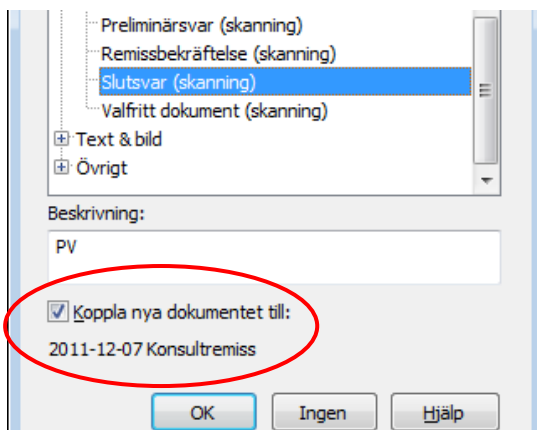 Preliminärsvar (skanning)
Remissbekräftelse (skanning)
Slutsvar (skanning)
Valfritt dokument (skanning)
Text & bild
Övrigt
Beskrivning:
PV
Koppla nya dokumentet till:
2011-12-07 Konsultremiss
OK Ingen Hjälp